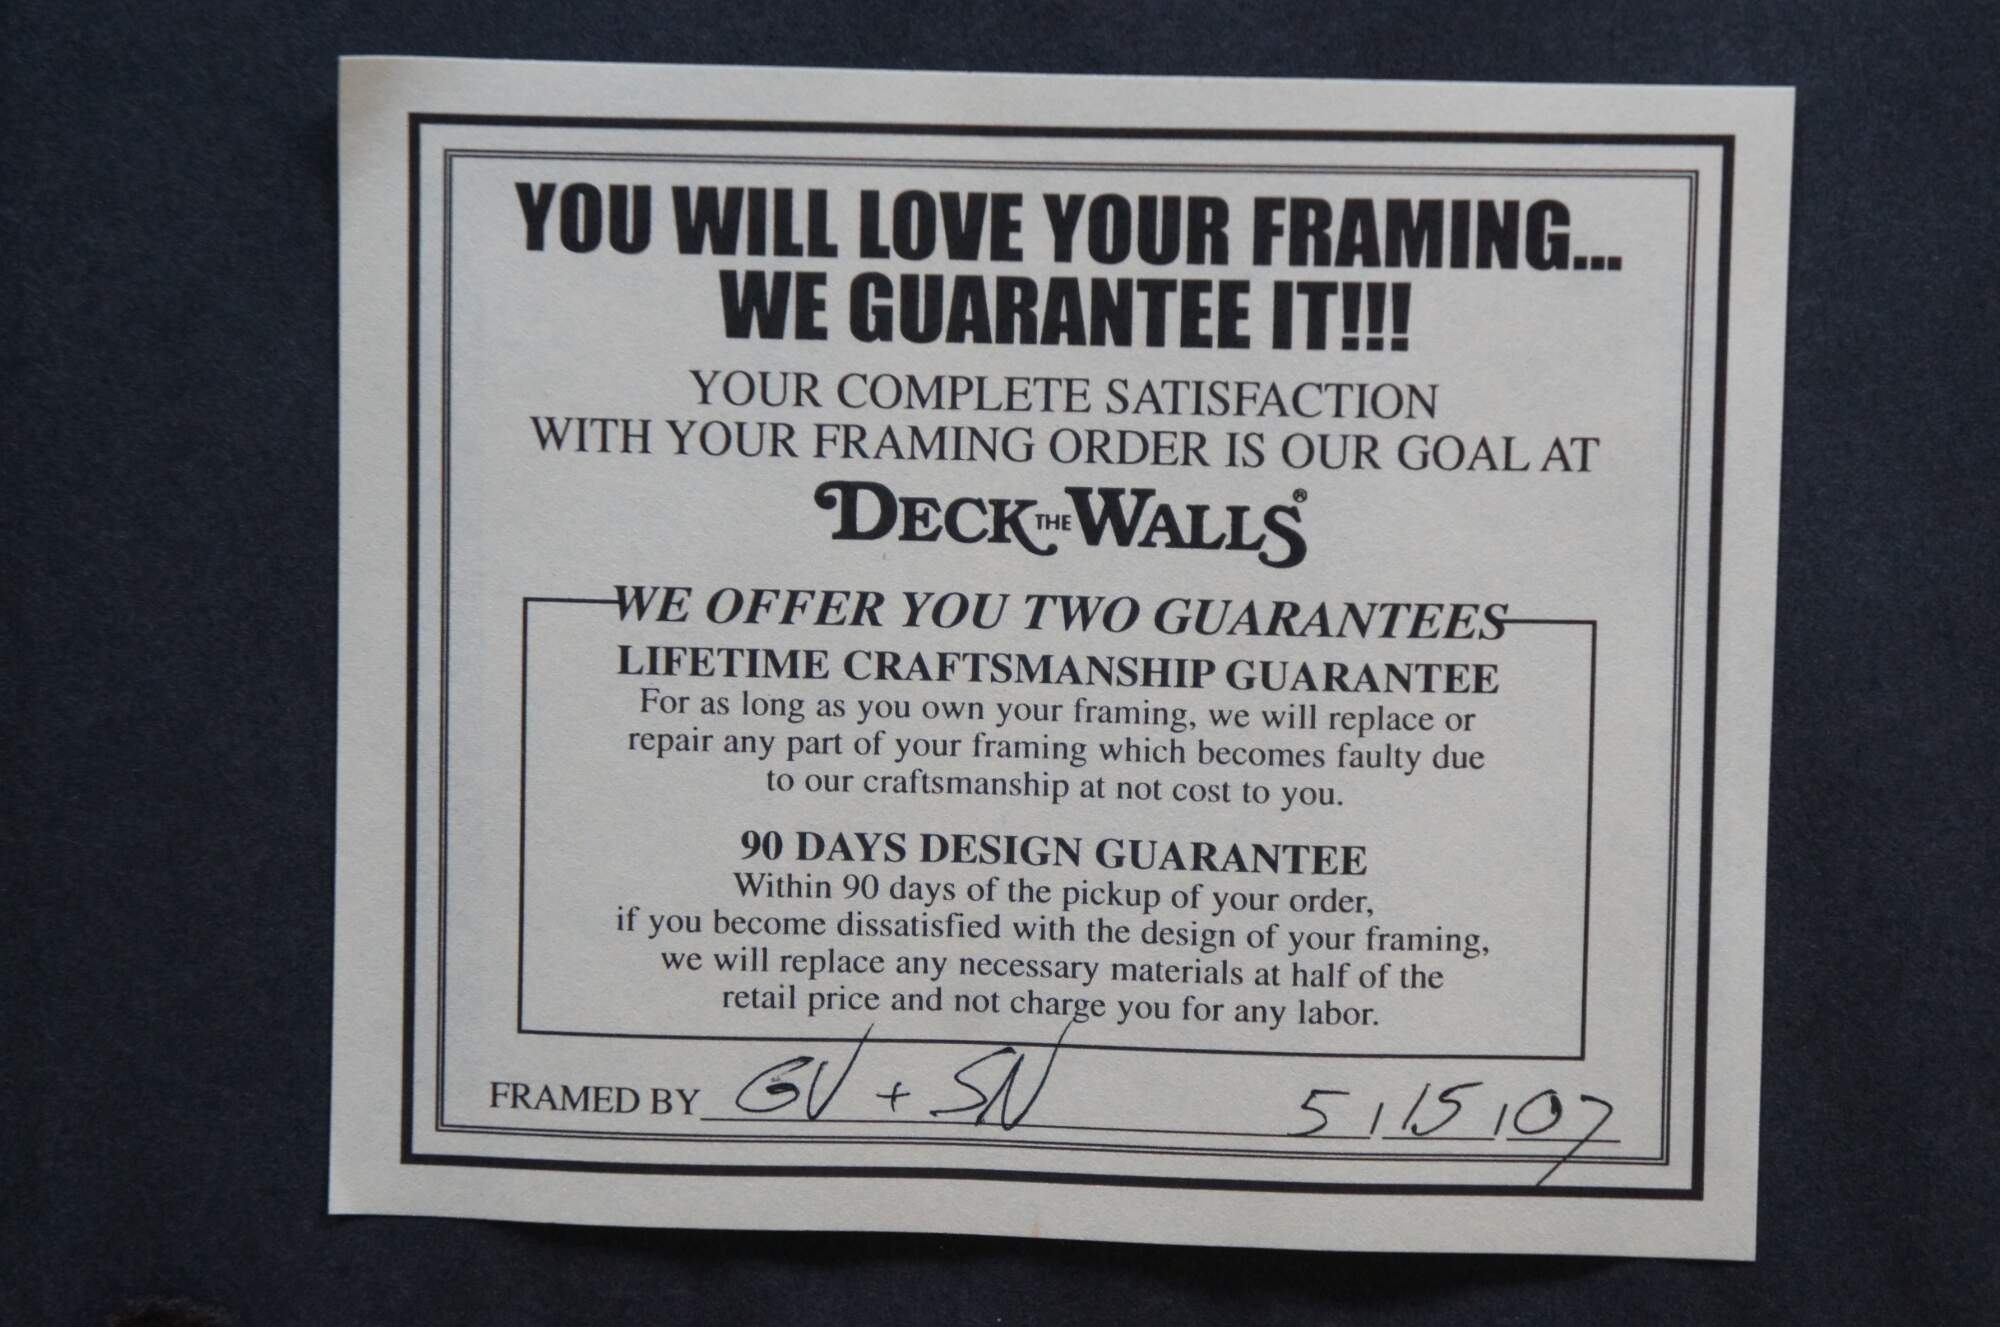 YOU WILL LOVE YOUR FRAMING...
WE GUARANTEE IT!!!
YOUR COMPLETE SATISFACTION
WITH YOUR FRAMING ORDER IS OUR GOAL AT
DECK THE WALLS®
WE OFFER YOU TWO GUARANTEES
LIFETIME CRAFTSMANSHIP GUARANTEE
For as long as you own your framing, we will replace or
repair any part of your framing which becomes faulty due
to our craftsmanship at not cost to you.
90 DAYS DESIGN GUARANTEE
Within 90 days of the pickup of your order,
if you become dissatisfied with the design of your framing,
we will replace any necessary materials at half of the
retail price and not charge you for any labor.
FRAMED BY GV + SN 5/15/07